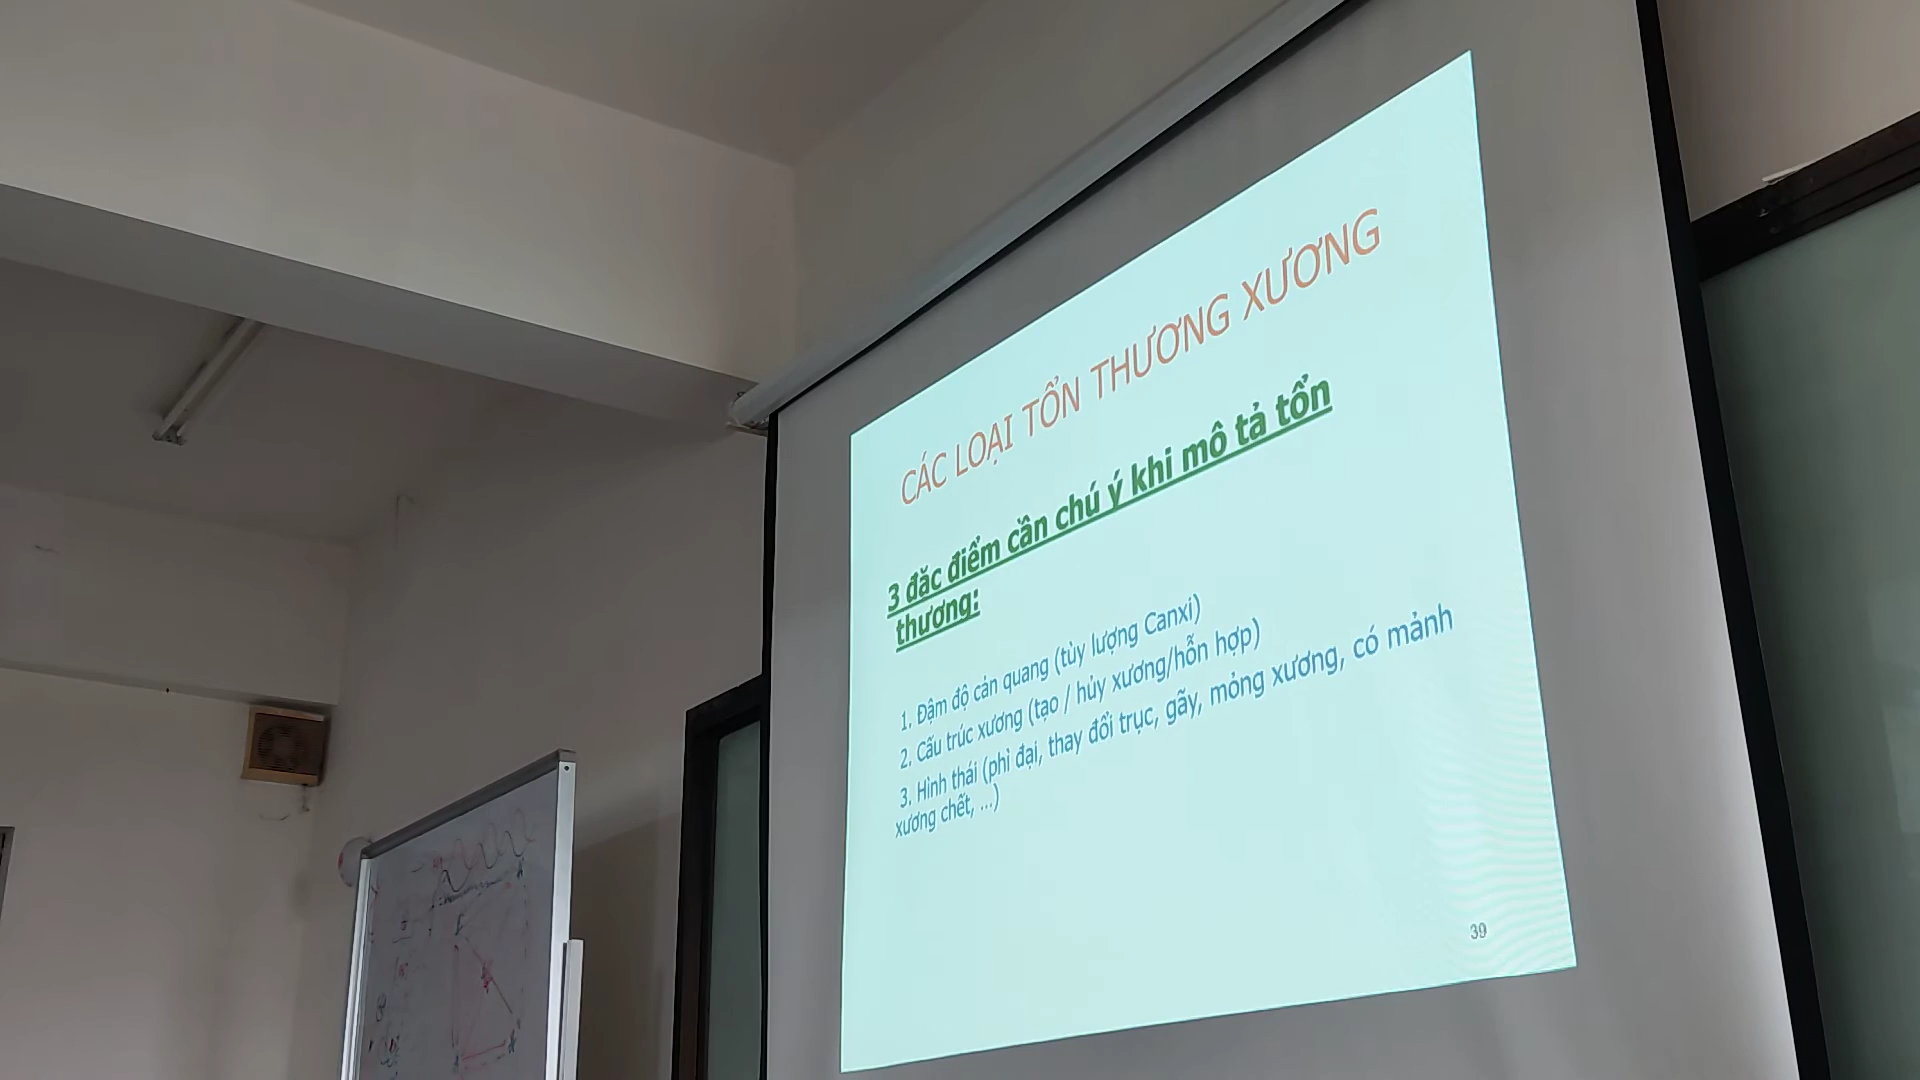 CÁC LOẠI TỔN THƯƠNG XƯƠNG
3 đặc điểm cần chú ý khi mô tả tổn
thương:
1. Đậm độ cản quang (tùy lượng Canxi)
2. Cấu trúc xương (tạo / hủy xương/hỗn hợp)
3. Hình thái (phì đại, thay đổi trục, gãy, mỏng xương, có mảnh
xương chết, ...)
39